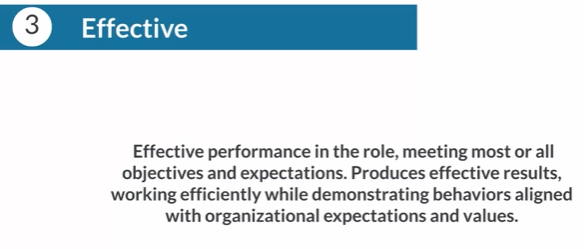 3 Effective
Effective performance in the role, meeting most or all
objectives and expectations. Produces effective results,
working efficiently while demonstrating behaviors aligned
with organizational expectations and values.